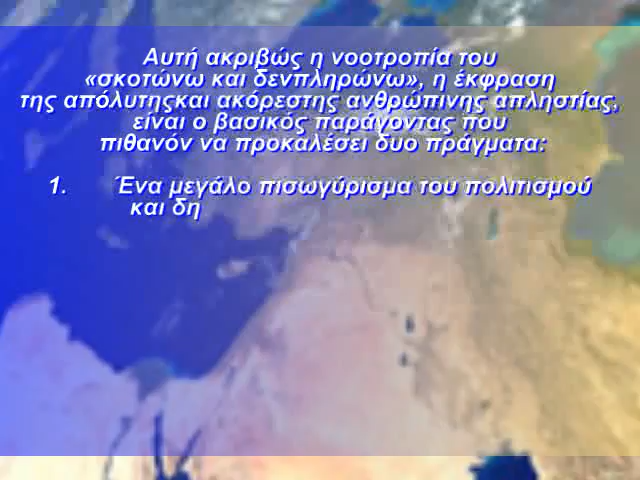 Αυτή ακριβώς η νοοτροπία του
«σκοτώνω και δενπληρώνω», η έκφραση
της απόλυτηςκαι ακόρεστης ανθρώπινης απληστίας,
είναι ο βασικός παράγοντας που
πιθανόν να προκαλέσει δυο πράγματα:
1. Ένα μεγάλο πισωγύρισμα του πολιτισμού
και δη